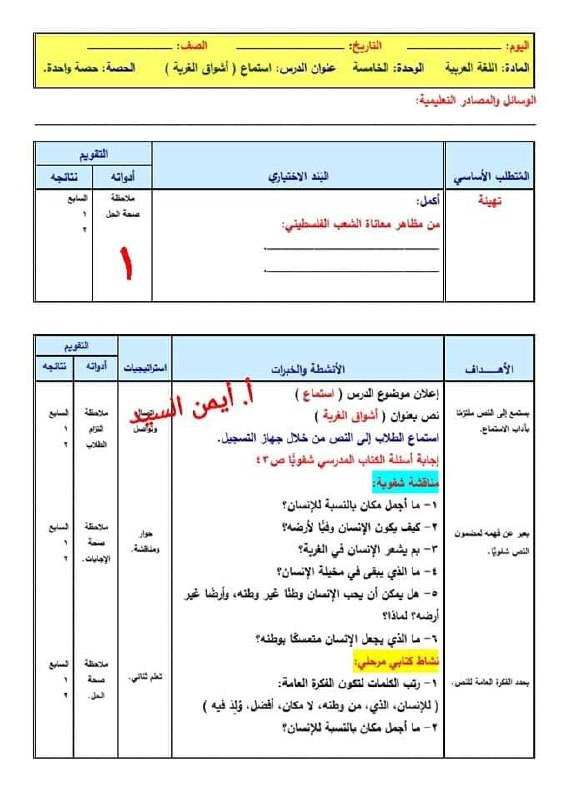 اليوم: ____________ التاريخ: ____________ الصف: ____________
المادة: اللغة العربية الوحدة: الخامسة عنوان الدرس: استماع ( أشواق الغربة ) الحصة: حصة واحدة.
الوسائل والمصادر التعليمية:
المتطلب الأساسي البند الاختياري التقويم
أدواته نتائجه
تهيئة أكمل: ملاحظة السابع
من مظاهر معاناة الشعب الفلسطيني: صحة الحل ١
____________. ٢
____________.
١
الأهـــداف الأنشطة والخبرات استراتيجيات التقويم
أدواته نتائجه
أ. أيمن السيد
إعلان موضوع الدرس ( استماع )
يستمع إلى النص ملتزمًا نص بعنوان ( أشواق الغربة ) وتواصل ملاحظة السابع
بآداب الاستماع. استماع الطلاب إلى النص من خلال جهاز التسجيل. التزام ١
إجابة أسئلة الكتاب المدرسي شفويًا ص٤٣ الطلاب ٢
مناقشة شفوية:
١- ما أجمل مكان بالنسبة للإنسان؟
يعبر عن فهمه لمضمون ٢- كيف يكون الإنسان وفيًا لأرضه؟ حوار ملاحظة السابع
النص شفويًا. ٣- بم يشعر الإنسان في الغربة؟ ومناقشة. صحة ١
٤- ما الذي يبقى في مخيلة الإنسان؟ الإجابات. ٢
٥- هل يمكن أن يحب الإنسان وطنًا غير وطنه، وأرضًا غير
أرضه؟ لماذا؟
٦- ما الذي يجعل الإنسان متمسكًا بوطنه؟
نشاط كتابي مرحلي: ملاحظة السابع
يحدد الفكرة العامة للنص. ١- رتب الكلمات لتكون الفكرة العامة: تعلم ثنائي. صحة ١
( للإنسان، الذي، من وطنه، لا مكان، أفضل، وُلِدَ فيه ) الحل. ٢
٢- ما أجمل مكان بالنسبة للإنسان؟